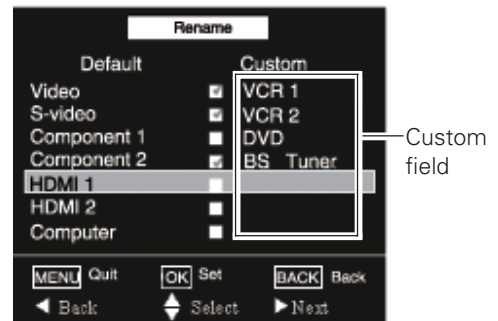 Rename
Default Custom
Video VCR 1
S-video VCR 2
Component 1 DVD
Component 2 BS Tuner
HDMI 1
HDMI 2
Computer
Custom field
MENU Quit OK Set BACK Back
Back Select Next